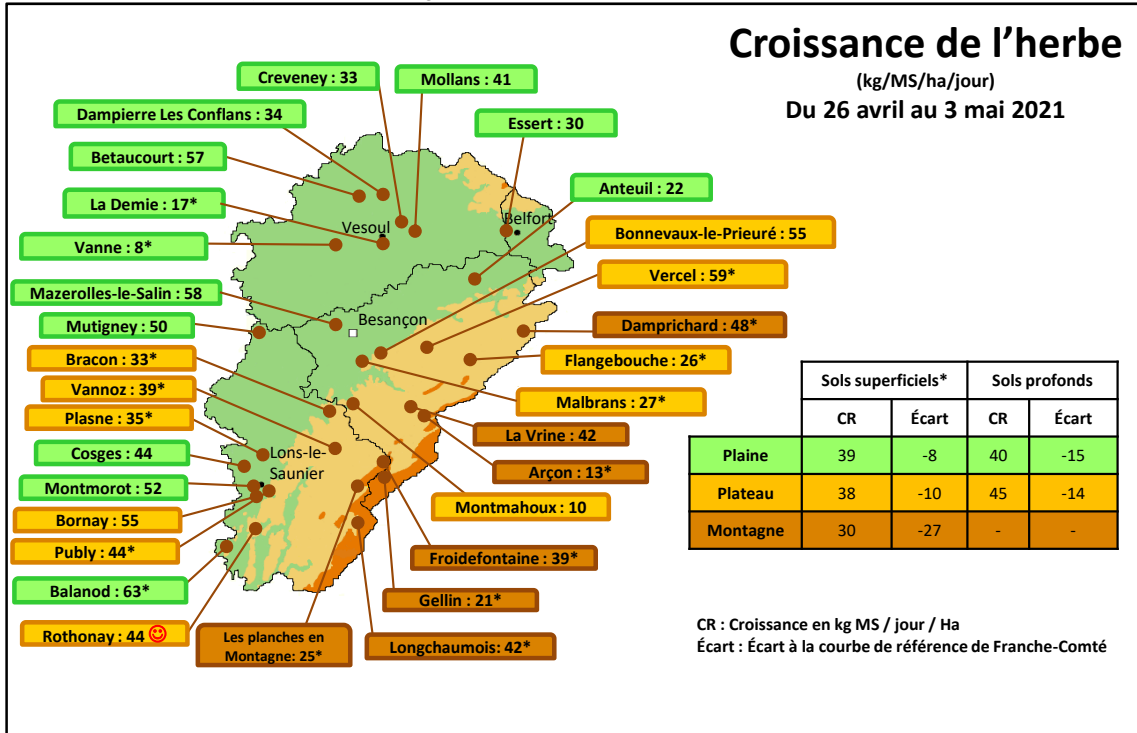 Croissance de l'herbe
(kg/MS/ha/jour)
Du 26 avril au 3 mai 2021
Creveney : 33
Mollans : 41
Dampierre Les Conflans : 34
Essert : 30
Betaucourt : 57
Anteuil : 22
La Demie : 17*
Vesoul
Belfort
Bonnevaux-le-Prieuré : 55
Vanne : 8*
Vercel : 59*
Mazerolles-le-Salin : 58
Besançon
Mutigney : 50
Damprichard : 48*
Bracon : 33*
Flangebouche : 26*
Vannoz : 39*
Malbrans : 27*
Plasne : 35*
La Vrine : 42
Cosges : 44
Lons-le-
Saunier
Arçon : 13*
Montmorot : 52
Montmahoux : 10
Bornay : 55
Publy : 44*
Froidefontaine : 39*
Balanod : 63*
Gellin : 21*
Rothonay : 44
Les planches en
Montagne: 25*
Longchaumois: 42*
Sols superficiels* Sols profonds
CR Écart CR Écart
Plaine 39 -8 40 -15
Plateau 38 -10 45 -14
Montagne 30 -27 - -
CR : Croissance en kg MS / jour / Ha
Écart : Écart à la courbe de référence de Franche-Comté